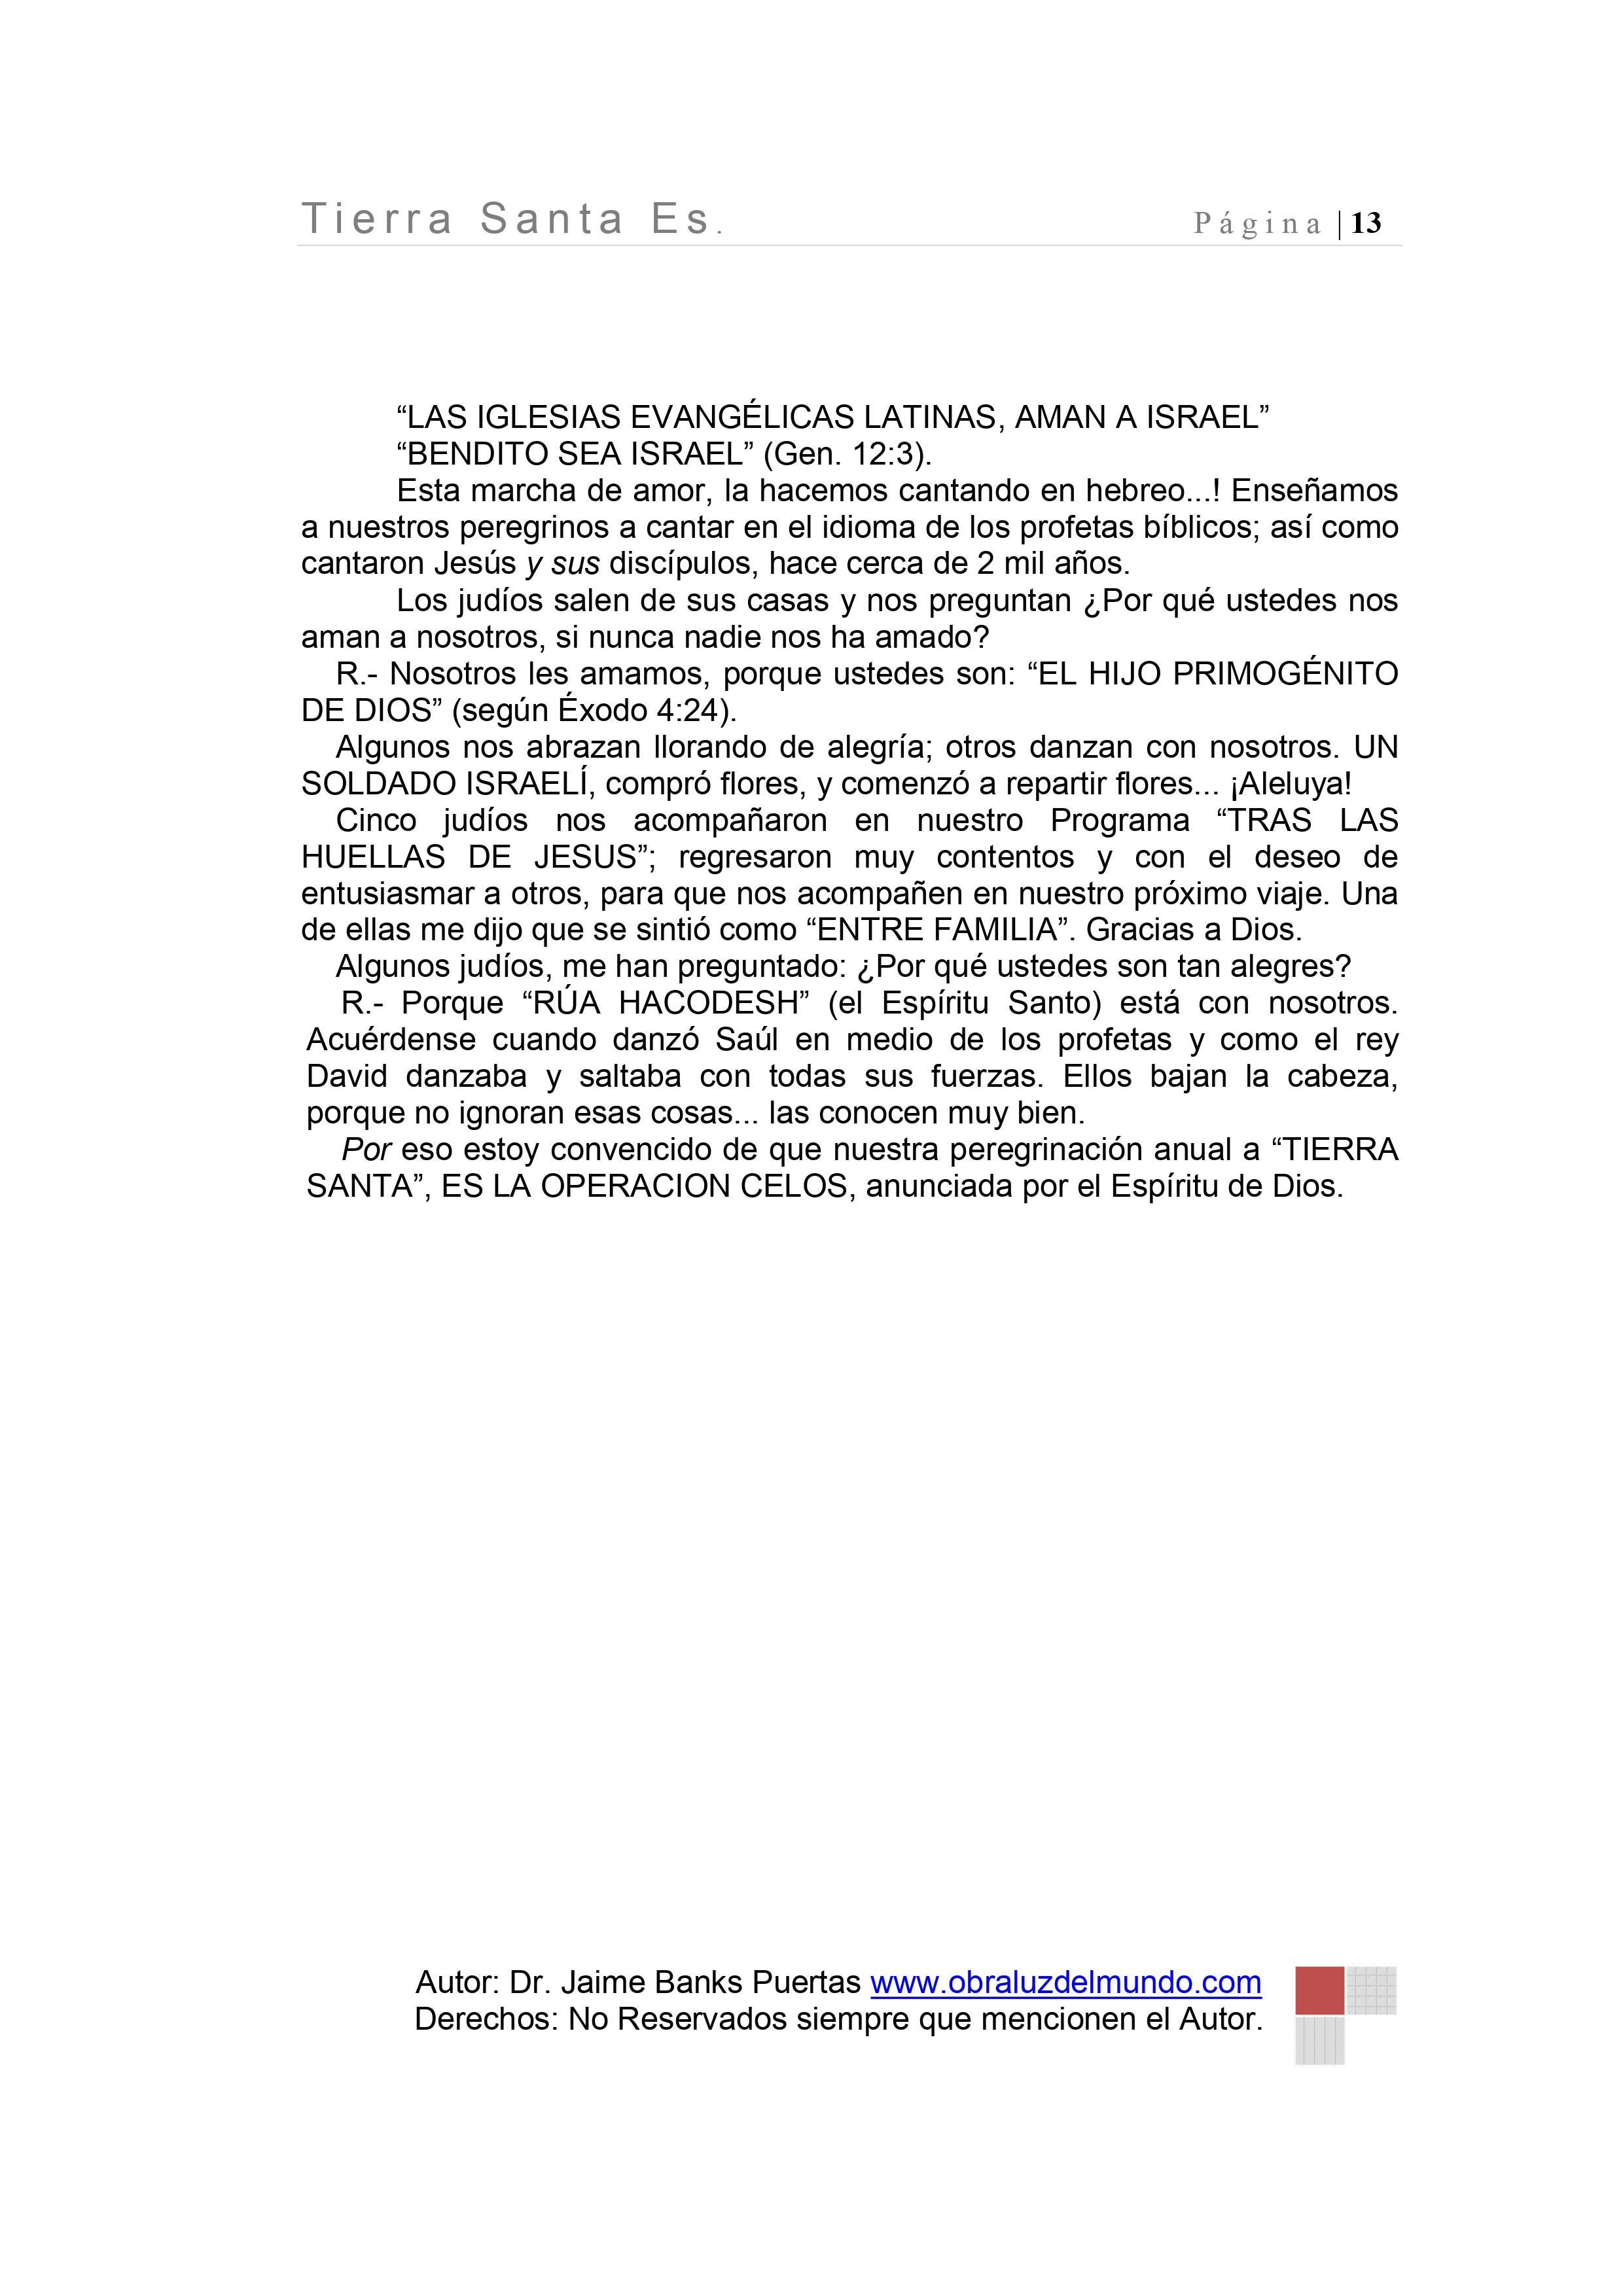 Tierra Santa Es. Página | 13
“LAS IGLESIAS EVANGÉLICAS LATINAS, AMAN A ISRAEL”
“BENDITO SEA ISRAEL” (Gen. 12:3).
Esta marcha de amor, la hacemos cantando en hebreo...! Enseñamos
a nuestros peregrinos a cantar en el idioma de los profetas bíblicos; así como
cantaron Jesús y sus discípulos, hace cerca de 2 mil años.
Los judíos salen de sus casas y nos preguntan ¿Por qué ustedes nos
aman a nosotros, si nunca nadie nos ha amado?
R.- Nosotros les amamos, porque ustedes son: “EL HIJO PRIMOGÉNITO
DE DIOS” (según Éxodo 4:24).
Algunos nos abrazan llorando de alegría; otros danzan con nosotros. UN
SOLDADO ISRAELÍ, compró flores, y comenzó a repartir flores... ¡Aleluya!
Cinco judíos nos acompañaron en nuestro Programa “TRAS LAS
HUELLAS DE JESUS”; regresaron muy contentos y con el deseo de
entusiasmar a otros, para que nos acompañen en nuestro próximo viaje. Una
de ellas me dijo que se sintió como “ENTRE FAMILIA”. Gracias a Dios.
Algunos judíos, me han preguntado: ¿Por qué ustedes son tan alegres?
R.- Porque “RÚA HACODESH” (el Espíritu Santo) está con nosotros.
Acuérdense cuando danzó Saúl en medio de los profetas y como el rey
David danzaba y saltaba con todas sus fuerzas. Ellos bajan la cabeza,
porque no ignoran esas cosas... las conocen muy bien.
Por eso estoy convencido de que nuestra peregrinación anual a “TIERRA
SANTA”, ES LA OPERACION CELOS, anunciada por el Espíritu de Dios.
Autor: Dr. Jaime Banks Puertas www.obraluzdelmundo.com
Derechos: No Reservados siempre que mencionen el Autor.